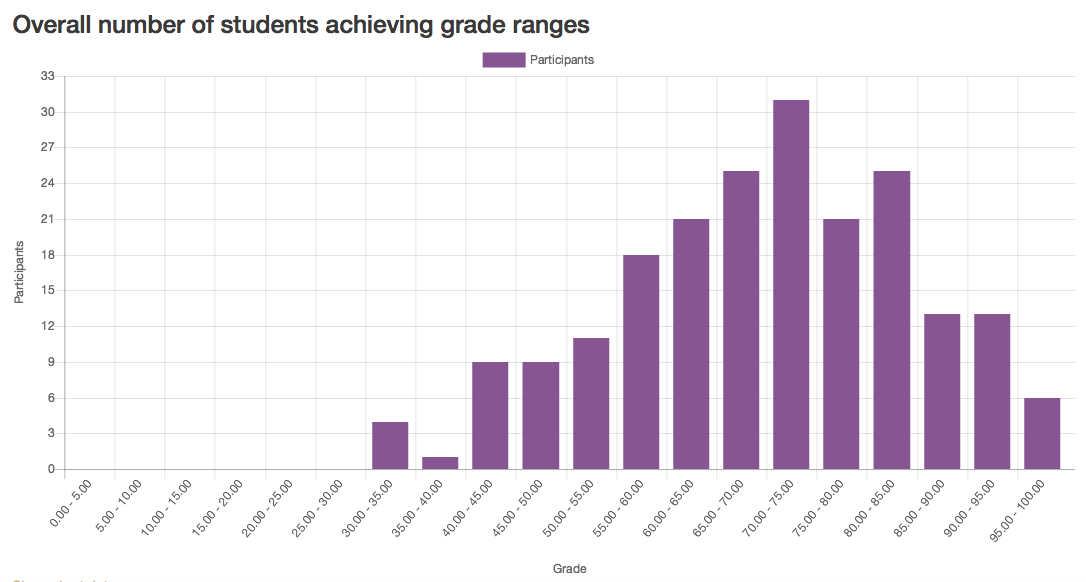 Overall number of students achieving grade ranges
Participants
33
30
27
24
21
18
15
12
9
6
3
0
Participants
0.00 - 5.00
5.00 - 10.00
10.00 - 15.00
15.00 - 20.00
20.00 - 25.00
25.00 - 30.00
30.00 - 35.00
35.00 - 40.00
40.00 - 45.00
45.00 - 50.00
50.00 - 55.00
55.00 - 60.00
60.00 - 65.00
65.00 - 70.00
70.00 - 75.00
75.00 - 80.00
80.00 - 85.00
85.00 - 90.00
90.00 - 95.00
95.00 - 100.00
Grade